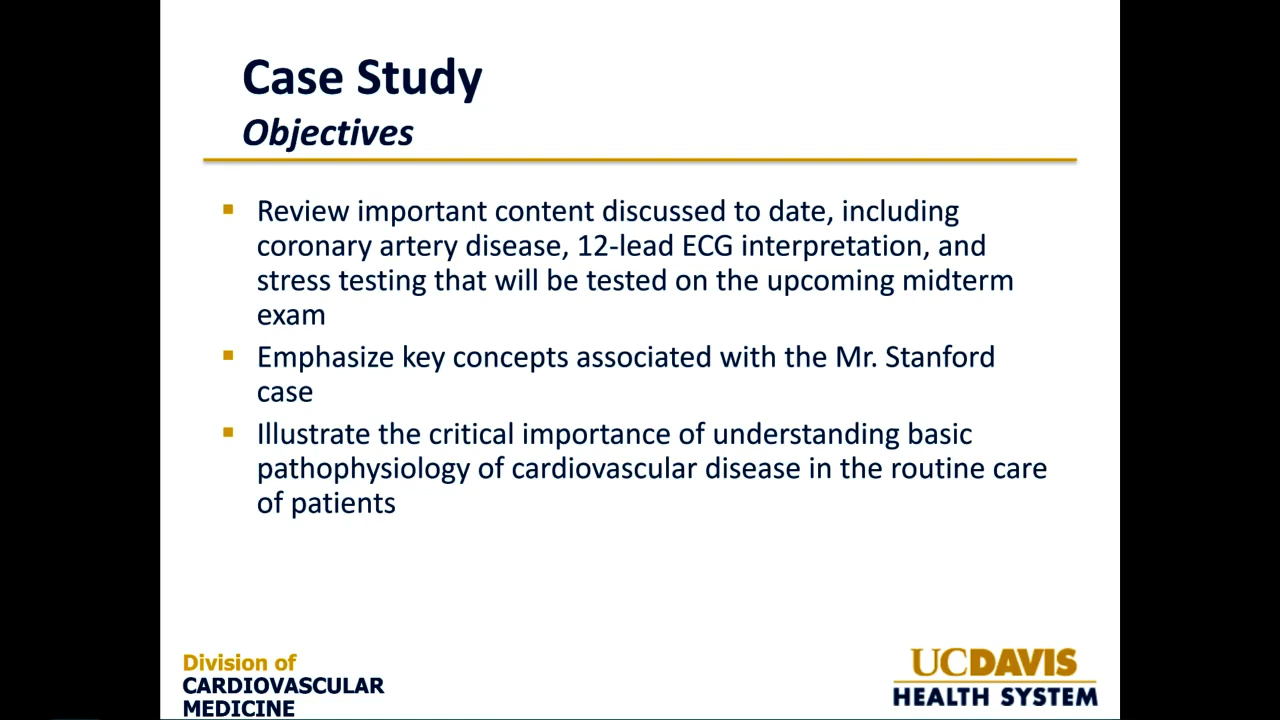 Case Study
Objectives
Review important content discussed to date, including
coronary artery disease, 12-lead ECG interpretation, and
stress testing that will be tested on the upcoming midterm
exam
Emphasize key concepts associated with the Mr. Stanford
case
Illustrate the critical importance of understanding basic
pathophysiology of cardiovascular disease in the routine care
of patients
Division of
CARDIOVASCULAR
MEDICINE
UCDAVIS
HEALTH SYSTEM